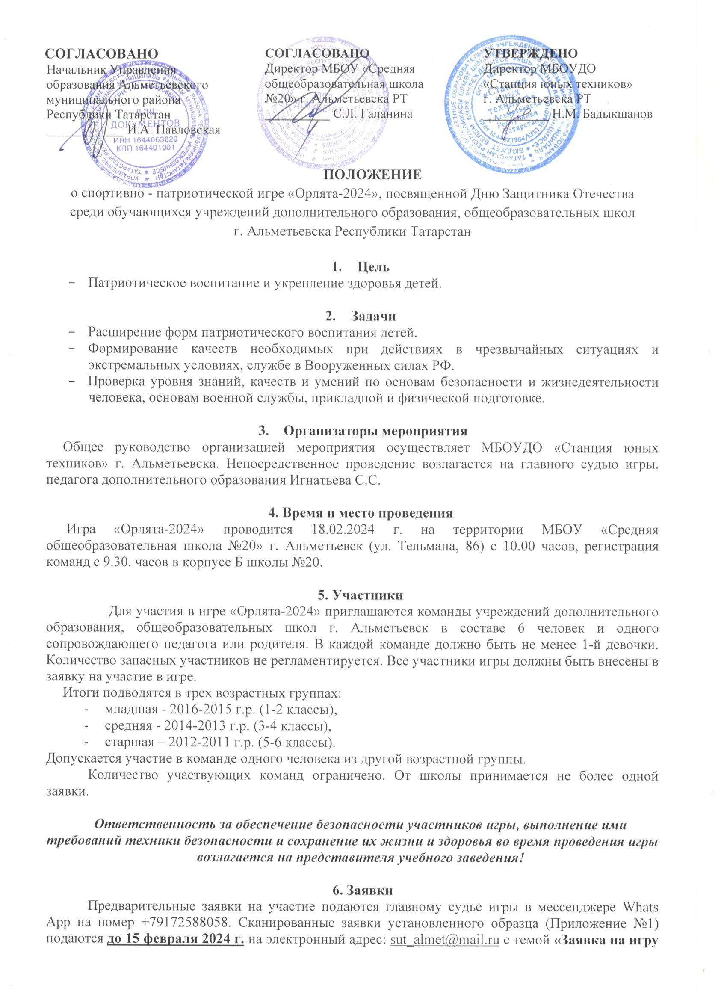 СОГЛАСОВАНО
Начальник Управления
образования Альметьевского
муниципального района
Республики Татарстан
____________ И.А. Павловская
ДЛЯ
ДОКУМЕНТОВ
ИНН 1644063820
КПП 164401001
СОГЛАСОВАНО
Директор МБОУ «Средняя
общеобразовательная школа
№20» г. Альметьевска РТ
__________ С.Л. Галанина
УТВЕРЖДЕНО
Директор МБОУДО
«Станция юных техников»
г. Альметьевска РТ
__________ Н.М. Бадыкшанов
«Станция
юных
техников»
г.Альметьевска
Республики
Татарстан
ПОЛОЖЕНИЕ
о спортивно - патриотической игре «Орлята-2024», посвященной Дню Защитника Отечества
среди обучающихся учреждений дополнительного образования, общеобразовательных школ
г. Альметьевска Республики Татарстан
1. Цель
− Патриотическое воспитание и укрепление здоровья детей.
2. Задачи
− Расширение форм патриотического воспитания детей.
− Формирование качеств необходимых при действиях в чрезвычайных ситуациях и
экстремальных условиях, службе в Вооруженных силах РФ.
− Проверка уровня знаний, качеств и умений по основам безопасности и жизнедеятельности
человека, основам военной службы, прикладной и физической подготовке.
3. Организаторы мероприятия
Общее руководство организацией мероприятия осуществляет МБОУДО «Станция юных
техников» г. Альметьевска. Непосредственное проведение возлагается на главного судью игры,
педагога дополнительного образования Игнатьева С.С.
4. Время и место проведения
Игра «Орлята-2024» проводится 18.02.2024 г. на территории МБОУ «Средняя
общеобразовательная школа №20» г. Альметьевск (ул. Тельмана, 86) с 10.00 часов, регистрация
команд с 9.30. часов в корпусе Б школы №20.
5. Участники
Для участия в игре «Орлята-2024» приглашаются команды учреждений дополнительного
образования, общеобразовательных школ г. Альметьевск в составе 6 человек и одного
сопровождающего педагога или родителя. В каждой команде должно быть не менее 1-й девочки.
Количество запасных участников не регламентируется. Все участники игры должны быть внесены в
заявку на участие в игре.
Итоги подводятся в трех возрастных группах:
- младшая - 2016-2015 г.р. (1-2 классы),
- средняя - 2014-2013 г.р. (3-4 классы),
- старшая – 2012-2011 г.р. (5-6 классы).
Допускается участие в команде одного человека из другой возрастной группы.
Количество участвующих команд ограничено. От школы принимается не более одной
заявки.
Ответственность за обеспечение безопасности участников игры, выполнение ими
требований техники безопасности и сохранение их жизни и здоровья во время проведения игры
возлагается на представителя учебного заведения!
6. Заявки
Предварительные заявки на участие подаются главному судье игры в мессенджере Whats
App на номер +79172588058. Сканированные заявки установленного образца (Приложение №1)
подаются до 15 февраля 2024 г. на электронный адрес: sut_almet@mail.ru с темой «Заявка на игру